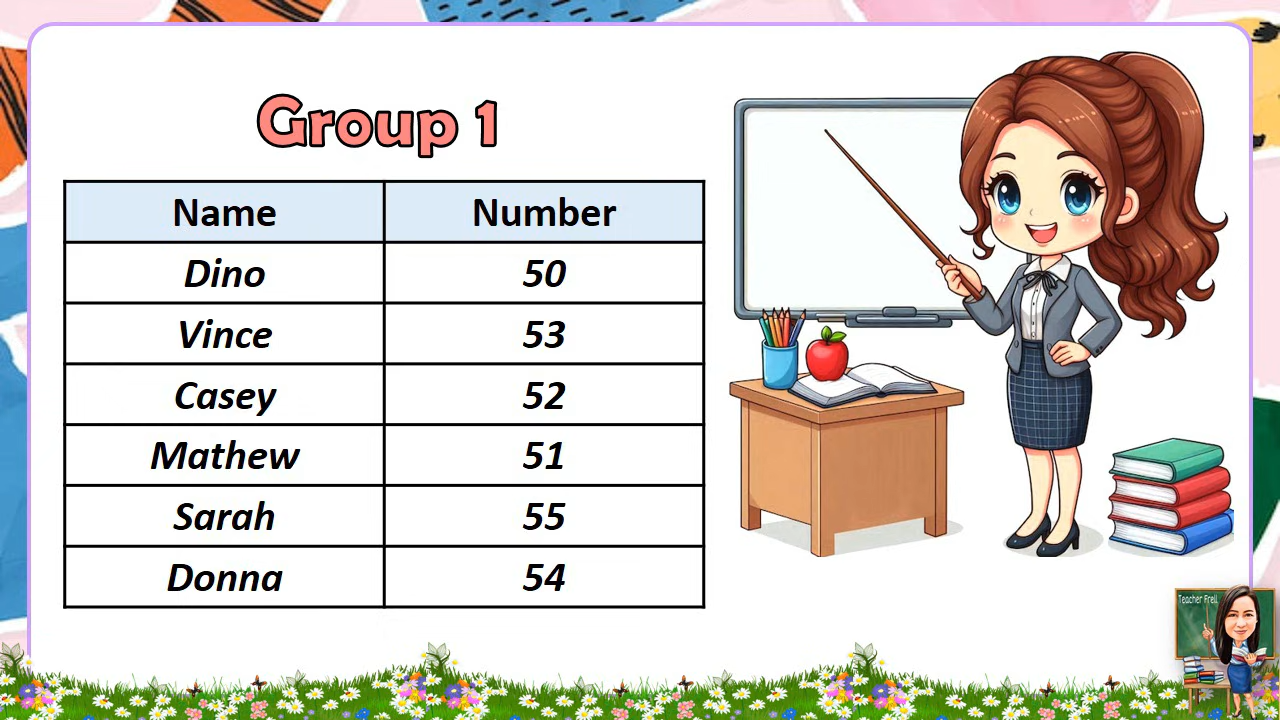 Group 1
Name Number
Dino 50
Vince 53
Casey 52
Mathew 51
Sarah 55
Donna 54
Teacher Frell